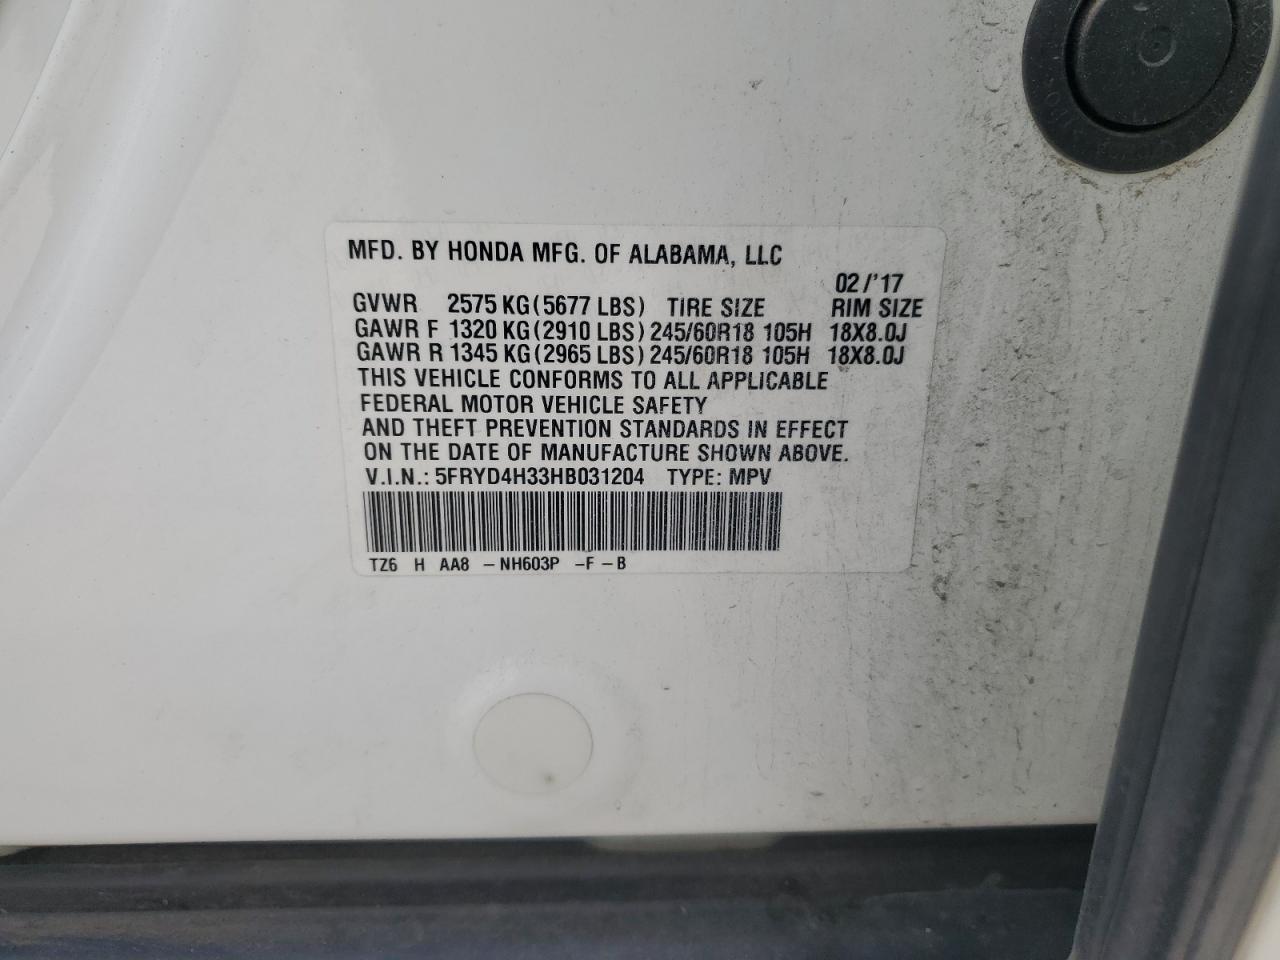 MFD. BY HONDA MFG. OF ALABAMA, LLC
02/'17
GVWR 2575 KG(5677 LBS) TIRE SIZE RIM SIZE
GAWR F 1320 KG(2910 LBS) 245/60R18 105H 18X8.0J
GAWR R 1345 KG(2965 LBS) 245/60R18 105H 18X8.0J
THIS VEHICLE CONFORMS TO ALL APPLICABLE
FEDERAL MOTOR VEHICLE SAFETY
AND THEFT PREVENTION STANDARDS IN EFFECT
ON THE DATE OF MANUFACTURE SHOWN ABOVE.
V.I.N.: 5FRYD4H33HB031204 TYPE: MPV
TZ6 H AA8 – NH603P –F – B